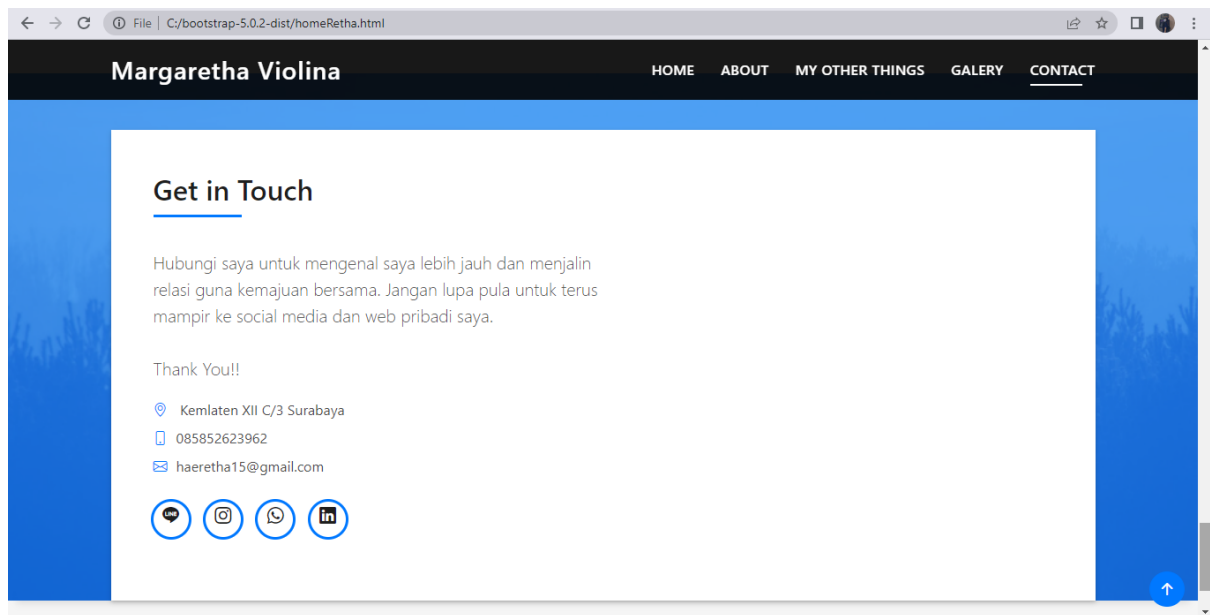 File | C:/bootstrap-5.0.2-dist/homeRetha.html
Margaretha Violina HOME ABOUT MY OTHER THINGS GALERY CONTACT
Get in Touch
Hubungi saya untuk mengenal saya lebih jauh dan menjalin
relasi guna kemajuan bersama. Jangan lupa pula untuk terus
mampir ke social media dan web pribadi saya.
Thank You!!
Kemlaten XII C/3 Surabaya
085852623962
haeretha15@gmail.com
LINE in